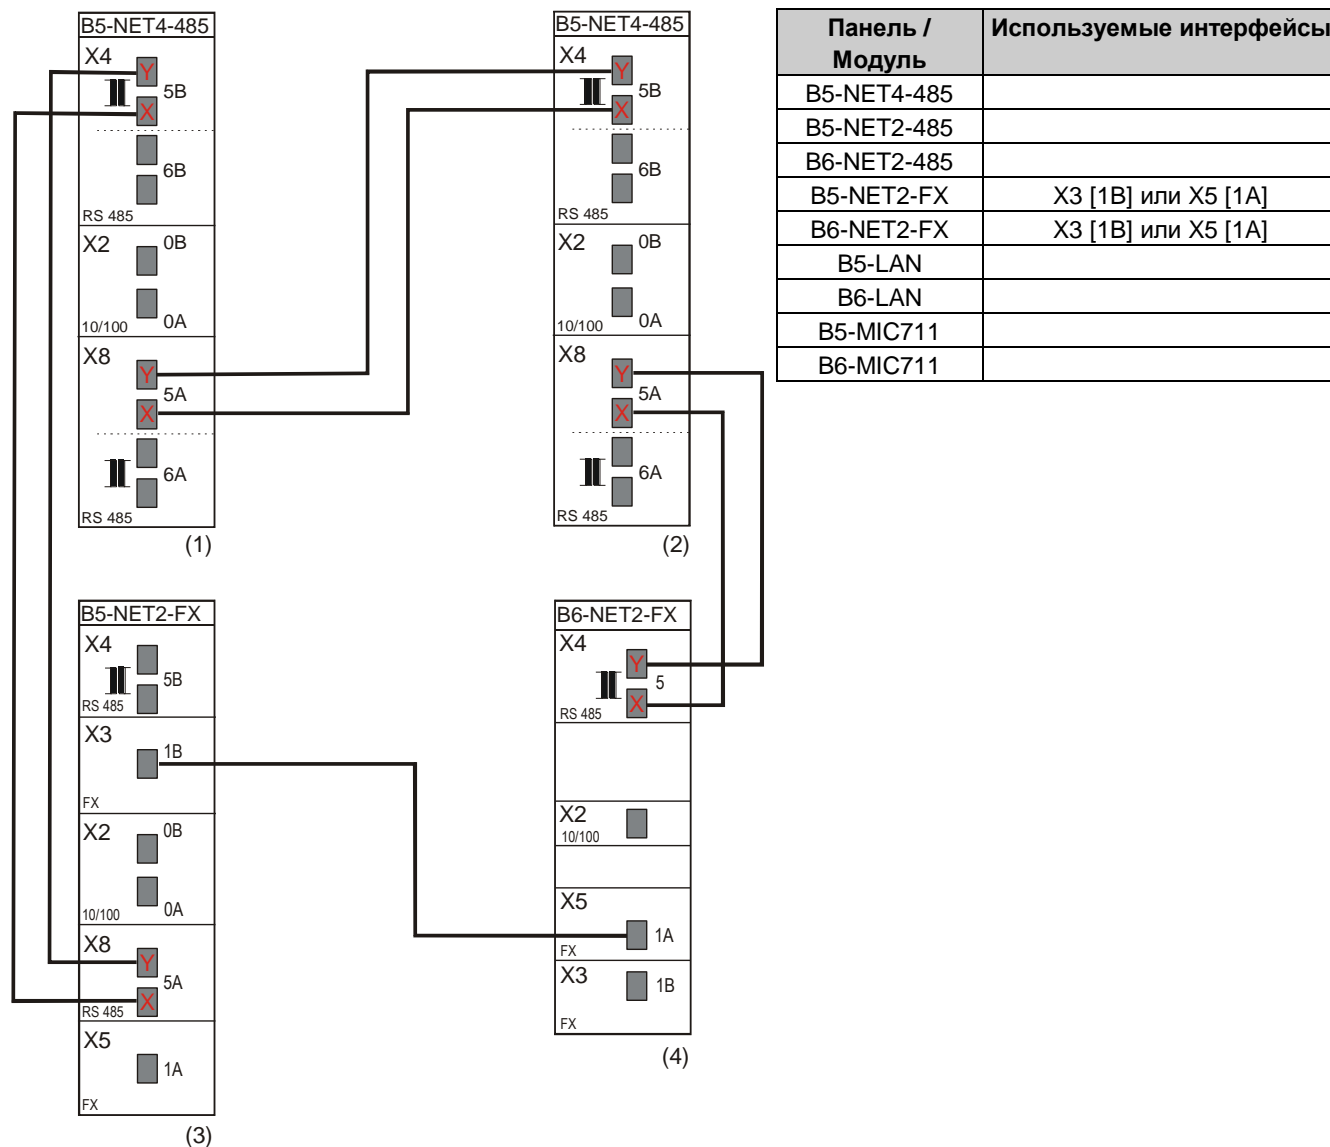 B5-NET4-485
X4
Y
5B
X
6B
RS 485
X2
0B
0A
10/100
X8
Y
5A
X
6A
RS 485
(1)
B5-NET4-485
X4
Y
5B
X
6B
RS 485
X2
0B
0A
10/100
X8
Y
5A
X
6A
RS 485
(2)
Панель / Модуль Используемые интерфейсы
B5-NET4-485
B5-NET2-485
B6-NET2-485
B5-NET2-FX X3 [1B] или X5 [1A]
B6-NET2-FX X3 [1B] или X5 [1A]
B5-LAN
B6-LAN
B5-MIC711
B6-MIC711
B5-NET2-FX
X4
5B
RS 485
X3
1B
FX
X2
0B
0A
10/100
X8
Y
5A
X
RS 485
X5
1A
FX
(3)
B6-NET2-FX
X4
Y
5
X
RS 485
X2
10/100
X5
1A
FX
X3
1B
FX
(4)